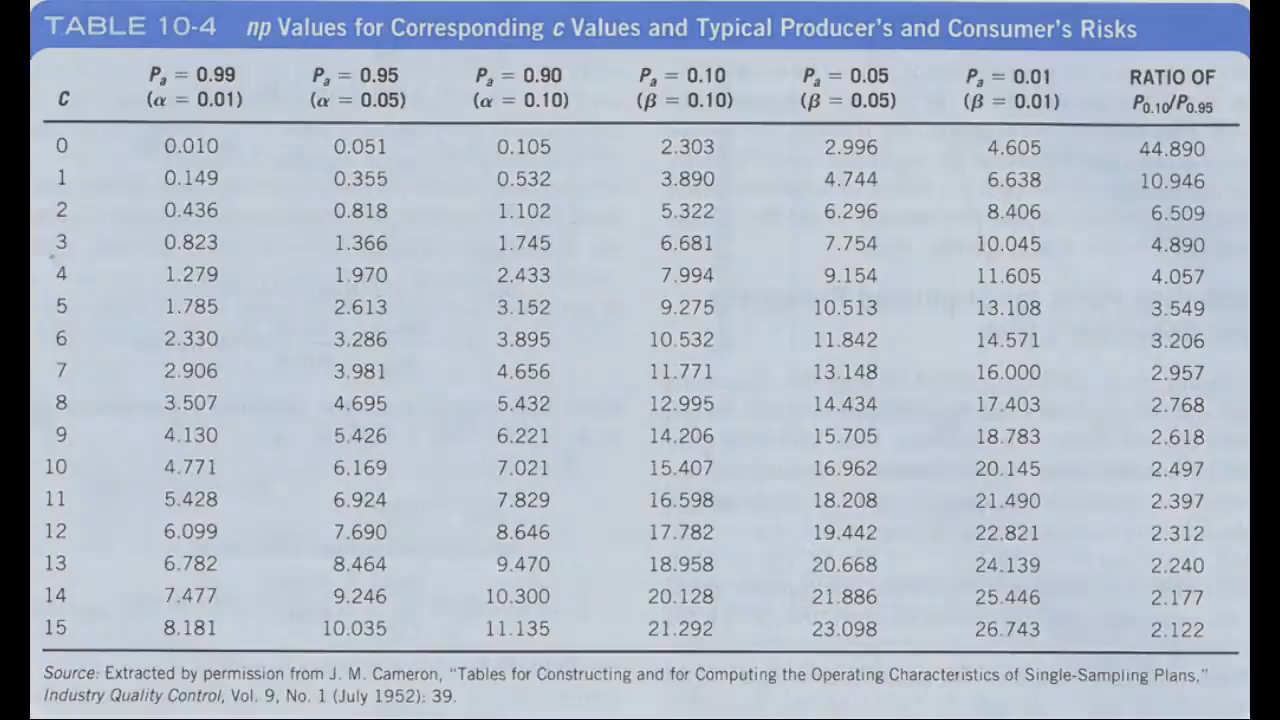 TABLE 10-4 np Values for Corresponding c Values and Typical Producer's and Consumer's Risks
C Pa = 0.99 (α = 0.01) Pa = 0.95 (α = 0.05) Pa = 0.90 (α = 0.10) Pa = 0.10 (β = 0.10) Pa = 0.05 (β = 0.05) Pa = 0.01 (β = 0.01) RATIO OF P0.10/P0.95
0 0.010 0.051 0.105 2.303 2.996 4.605 44.890
1 0.149 0.355 0.532 3.890 4.744 6.638 10.946
2 0.436 0.818 1.102 5.322 6.296 8.406 6.509
3 0.823 1.366 1.745 6.681 7.754 10.045 4.890
4 1.279 1.970 2.433 7.994 9.154 11.605 4.057
5 1.785 2.613 3.152 9.275 10.513 13.108 3.549
6 2.330 3.286 3.895 10.532 11.842 14.571 3.206
7 2.906 3.981 4.656 11.771 13.148 16.000 2.957
8 3.507 4.695 5.432 12.995 14.434 17.403 2.768
9 4.130 5.426 6.221 14.206 15.705 18.783 2.618
10 4.771 6.169 7.021 15.407 16.962 20.145 2.497
11 5.428 6.924 7.829 16.598 18.208 21.490 2.397
12 6.099 7.690 8.646 17.782 19.442 22.821 2.312
13 6.782 8.464 9.470 18.958 20.668 24.139 2.240
14 7.477 9.246 10.300 20.128 21.886 25.446 2.177
15 8.181 10.035 11.135 21.292 23.098 26.743 2.122
Source: Extracted by permission from J. M. Cameron, "Tables for Constructing and for Computing the Operating Characteristics of Single-Sampling Plans,"
Industry Quality Control, Vol. 9, No. 1 (July 1952): 39.